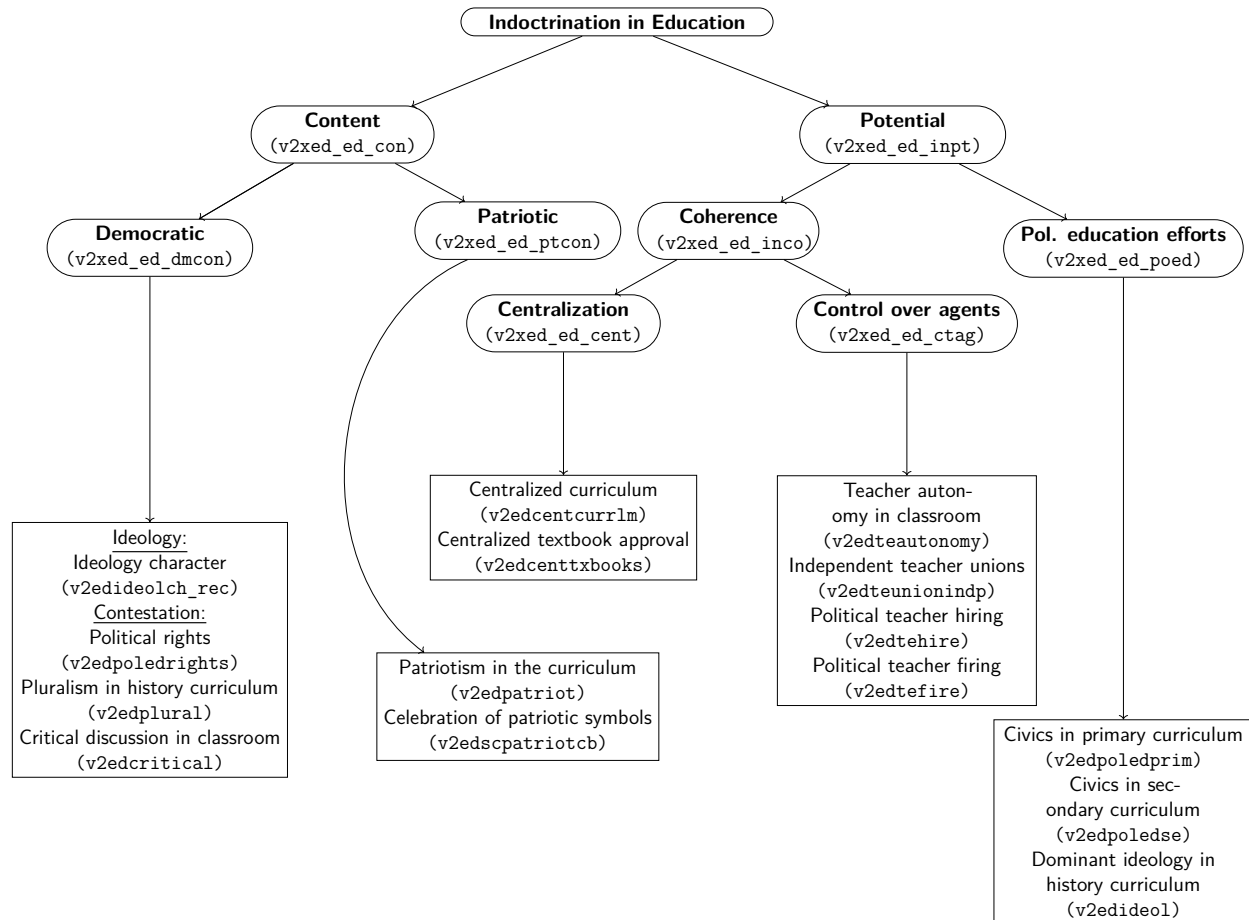 Indoctrination in Education
Content
(v2xed_ed_con)
Potential
(v2xed_ed_inpt)
Democratic
(v2xed_ed_dmcon)
Patriotic
(v2xed_ed_ptcon)
Coherence
(v2xed_ed_inco)
Pol. education efforts
(v2xed_ed_poed)
Centralization
(v2xed_ed_cent)
Control over agents
(v2xed_ed_ctag)
Ideology:
Ideology character
(v2edideolch_rec)
Contestation:
Political rights
(v2edpoledrights)
Pluralism in history curriculum
(v2edplural)
Critical discussion in classroom
(v2edcritical)
Patriotism in the curriculum
(v2edpatriot)
Celebration of patriotic symbols
(v2edscpatriotcb)
Centralized curriculum
(v2edcentcurrlm)
Centralized textbook approval
(v2edcenttxbooks)
Teacher auton-
omy in classroom
(v2edteautonomy)
Independent teacher unions
(v2edteunionindp)
Political teacher hiring
(v2edtehire)
Political teacher firing
(v2edtefire)
Civics in primary curriculum
(v2edpoledprim)
Civics in sec-
ondary curriculum
(v2edpoledse)
Dominant ideology in
history curriculum
(v2edideol)